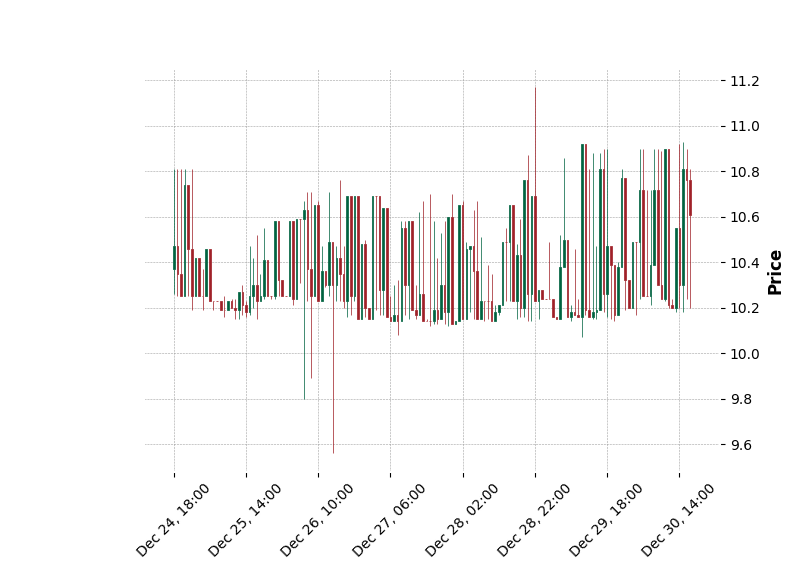 11.2
11.0
10.8
10.6
10.4
10.2
10.0
9.8
9.6
Price
Dec 24, 18:00
Dec 25, 14:00
Dec 26, 10:00
Dec 27, 06:00
Dec 28, 02:00
Dec 28, 22:00
Dec 29, 18:00
Dec 30, 14:00